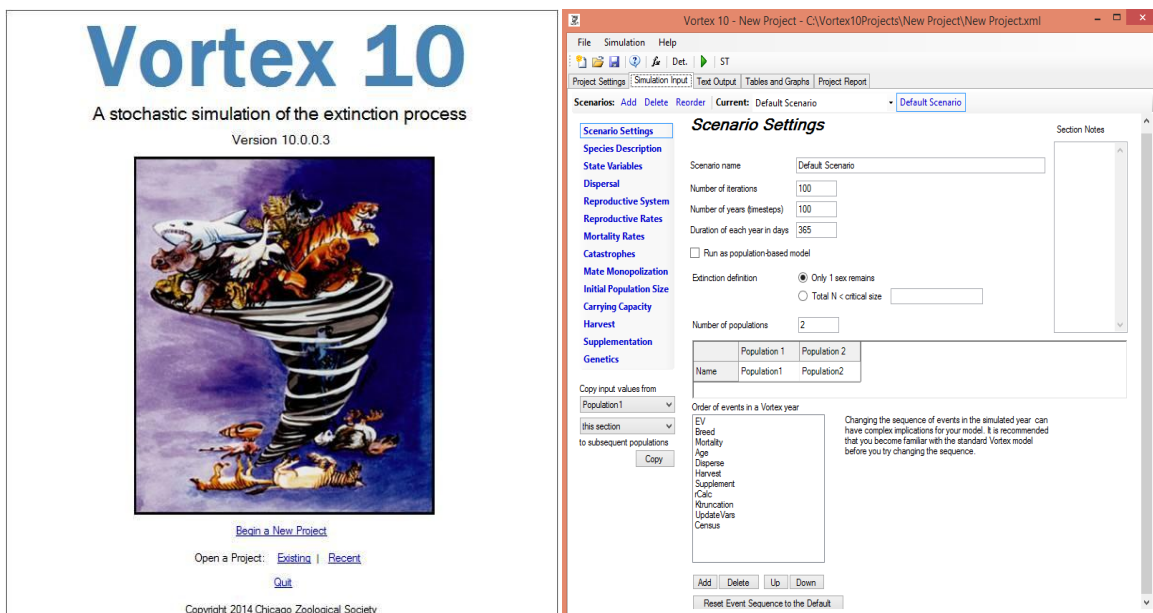 Vortex 10
A stochastic simulation of the extinction process
Version 10.0.0.3
Begin a New Project
Open a Project: Existing | Recent
Quit
Copyright 2014 Chicago Zoological Society
Vortex 10 - New Project - C:\Vortex10Projects\New Project\New Project.xml
File Simulation Help
fx Det. ST
Project Settings Simulation Input Text Output Tables and Graphs Project Report
Scenarios: Add Delete Reorder Current: Default Scenario Default Scenario
Scenario Settings
Species Description
State Variables
Dispersal
Reproductive System
Reproductive Rates
Mortality Rates
Catastrophes
Mate Monopolization
Initial Population Size
Carrying Capacity
Harvest
Supplementation
Genetics
Copy input values from
Population1
this section
to subsequent populations
Copy
Scenario Settings
Section Notes
Scenario name Default Scenario
Number of iterations 100
Number of years (timesteps) 100
Duration of each year in days 365
Run as population-based model
Extinction definition Only 1 sex remains
Total N < critical size
Number of populations 2
Population 1 Population 2
Name Population1 Population2
Order of events in a Vortex year
EV
Breed
Mortality
Age
Disperse
Harvest
Supplement
rCalc
Ktruncation
UpdateVars
Census
Changing the sequence of events in the simulated year can
have complex implications for your model. It is recommended
that you become familiar with the standard Vortex model
before you try changing the sequence.
Add Delete Up Down
Reset Event Sequence to the Default